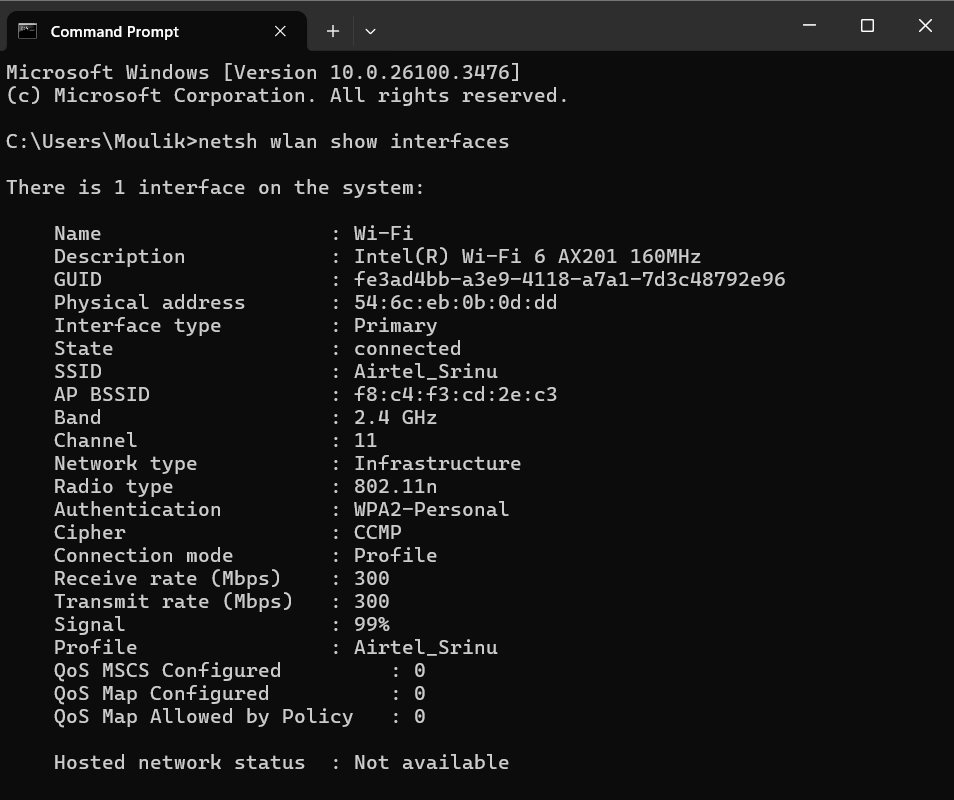 Command Prompt
Microsoft Windows [Version 10.0.26100.3476]
(c) Microsoft Corporation. All rights reserved.
C:\Users\Moulik>netsh wlan show interfaces
There is 1 interface on the system:
Name : Wi-Fi
Description : Intel(R) Wi-Fi 6 AX201 160MHz
GUID : fe3ad4bb-a3e9-4118-a7a1-7d3c48792e96
Physical address : 54:6c:eb:0b:0d:dd
Interface type : Primary
State : connected
SSID : Airtel_Srinu
AP BSSID : f8:c4:f3:cd:2e:c3
Band : 2.4 GHz
Channel : 11
Network type : Infrastructure
Radio type : 802.11n
Authentication : WPA2-Personal
Cipher : CCMP
Connection mode : Profile
Receive rate (Mbps) : 300
Transmit rate (Mbps) : 300
Signal : 99%
Profile : Airtel_Srinu
QoS MSCS Configured : 0
QoS Map Configured : 0
QoS Map Allowed by Policy : 0
Hosted network status : Not available